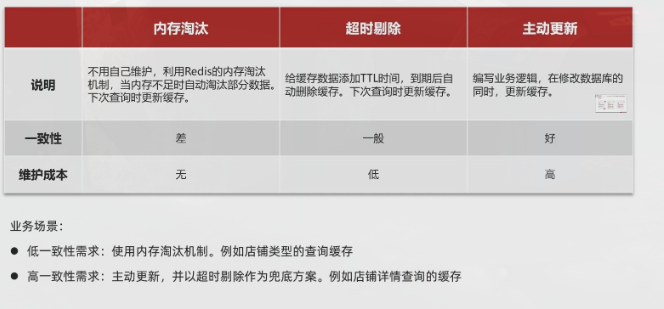 内存淘汰 超时剔除 主动更新
说明
不用自己维护，利用Redis的内存淘汰
机制，当内存不足时自动淘汰部分数据。
下次查询时更新缓存。
给缓存数据添加TTL时间，到期后自
动删除缓存。下次查询时更新缓存。
编写业务逻辑，在修改数据库的
同时，更新缓存。
一致性 差 一般 好
维护成本 无 低 高
业务场景：
● 低一致性需求：使用内存淘汰机制。例如店铺类型的查询缓存
● 高一致性需求：主动更新，并以超时剔除作为兜底方案。例如店铺详情查询的缓存